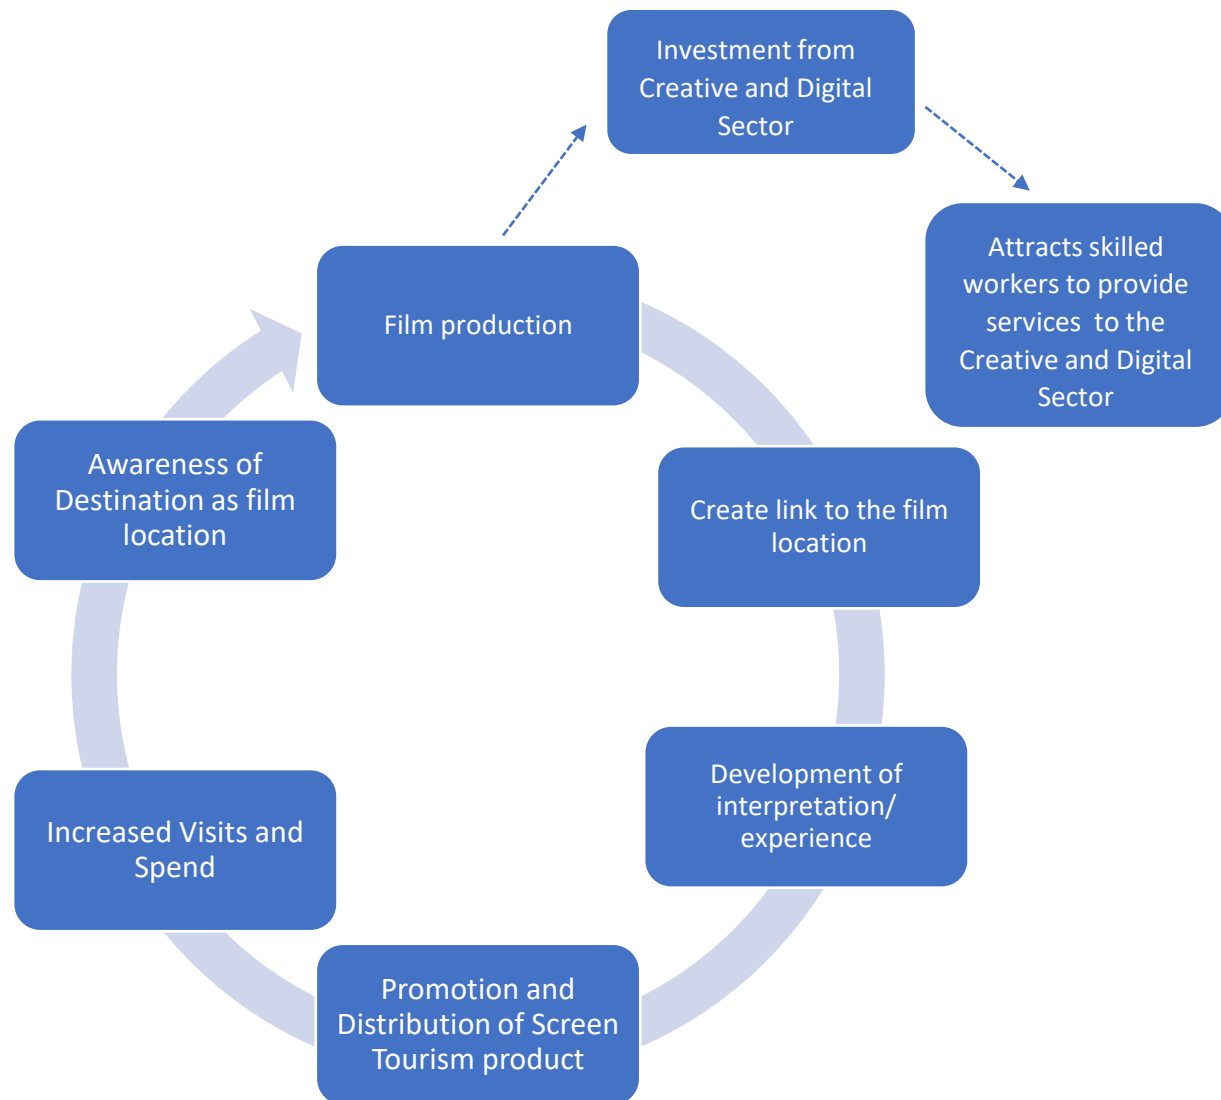 Investment from
Creative and Digital
Sector
Attracts skilled
workers to provide
services to the
Creative and Digital
Sector
Film production
Create link to the film
location
Development of
interpretation/
experience
Promotion and
Distribution of Screen
Tourism product
Increased Visits and
Spend
Awareness of
Destination as film
location